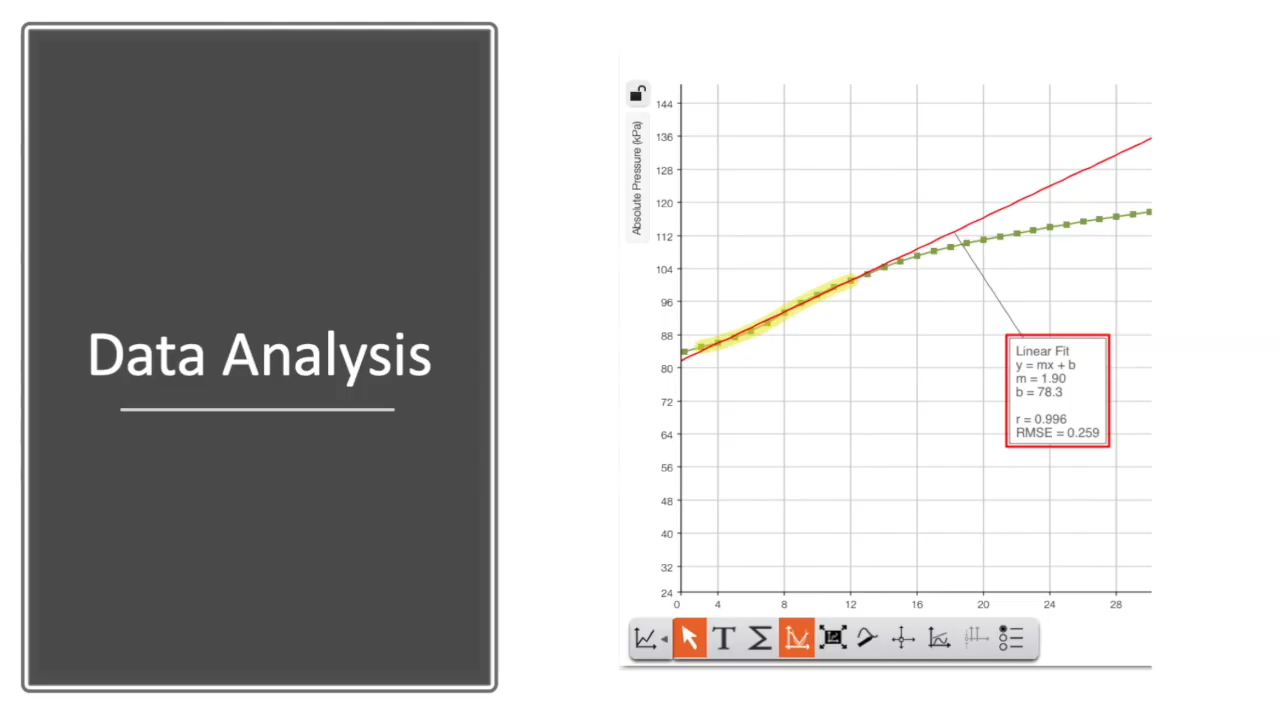 Data Analysis
Absolute Pressure (kPa)
144
136
128
120
112
104
96
88
80
72
64
56
48
40
32
24
0 4 8 12 16 20 24 28
Linear Fit
y = mx + b
m = 1.90
b = 78.3
r = 0.996
RMSE = 0.259
T Σ